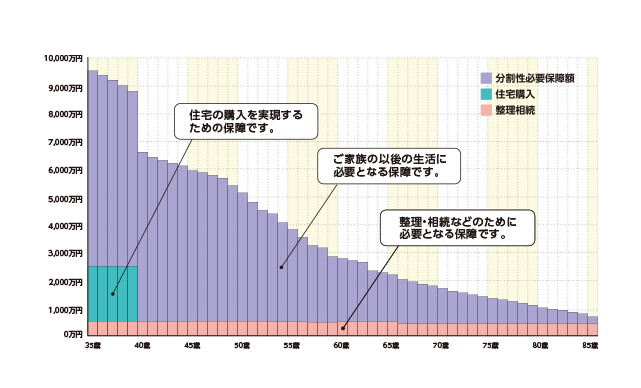 10,000万円
9,000万円
8,000万円
7,000万円
6,000万円
5,000万円
4,000万円
3,000万円
2,000万円
1,000万円
0万円
分割性必要保障額
住宅購入
整理相続
住宅の購入を実現する
ための保障です。
ご家族の以後の生活に
必要となる保障です。
整理・相続などのために
必要となる保障です。
35歳 40歳 45歳 50歳 55歳 60歳 65歳 70歳 75歳 80歳 85歳